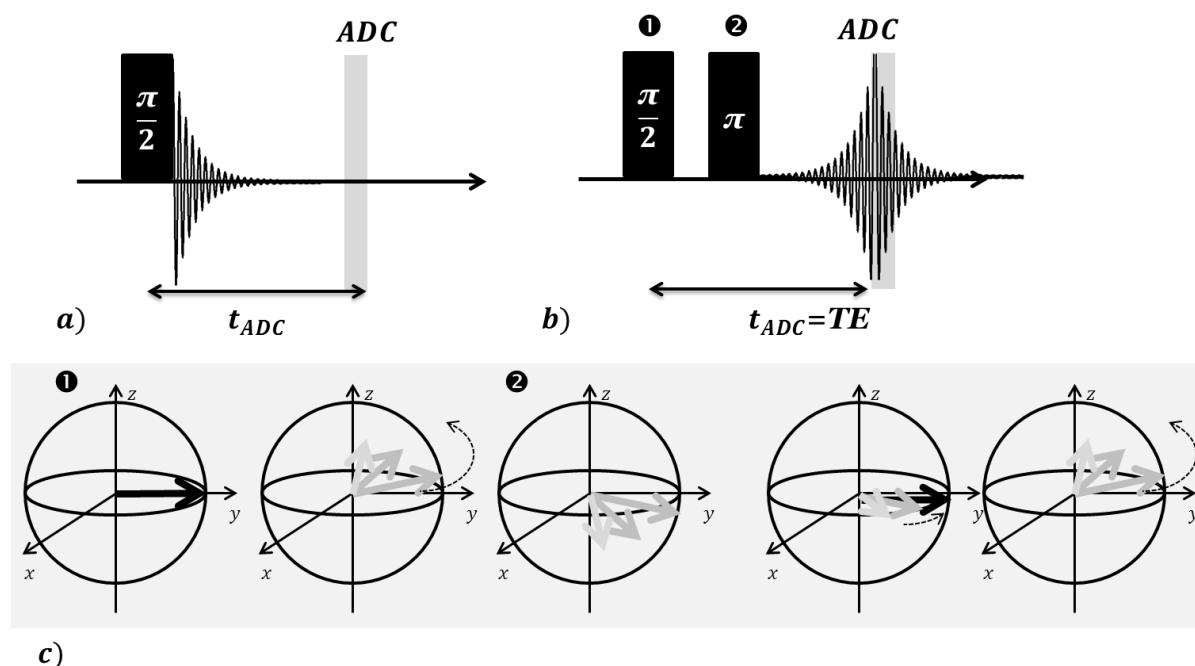 ADC
π/2
t_ADC
a)
❶ ❷
ADC
π/2 π
t_ADC=TE
b)
❶
z
y
x
z
y
x
❷
z
y
x
z
y
x
z
y
x
c)